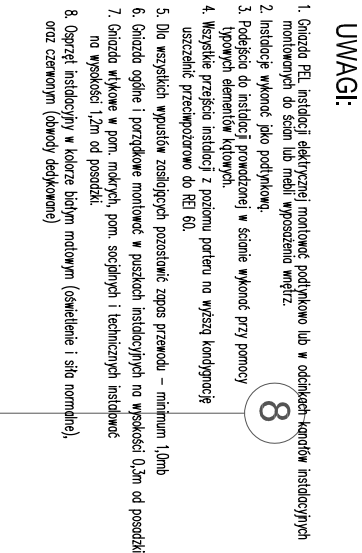 UWAGI:
1. Gniazda PEL instalacji elektrycznej montować podtynkowo lub w odcinkach kanałów instalacyjnych
montowanych do ścian lub mebli wyposażenia wnętrz.
2. Instalacje wykonać jako podtynkową.
3. Podejścia do instalacji prowadzonej w ścianie wykonać przy pomocy
typowych elementów kątowych.
4. Wszystkie przejścia instalacji z poziomu parteru na wyższą kondygnację
uszczelnić przeciwpożarowo do REI 60.
5. Dla wszystkich wypustów zasilających pozostawić zapas przewodu – minimum 1,0mb
6. Gniazda ogólne i porządkowe montować w puszkach instalacyjnych na wysokości 0,3m od posadzki
7. Gniazda wtykowe w pom. mokrych, pom. socjalnych i technicznych instalować
na wysokości 1,2m od posadzki.
8. Osprzęt instalacyjny w kolorze białym matowym (oświetlenie i siła normalne),
oraz czerwonym (obwody dedykowane)
8